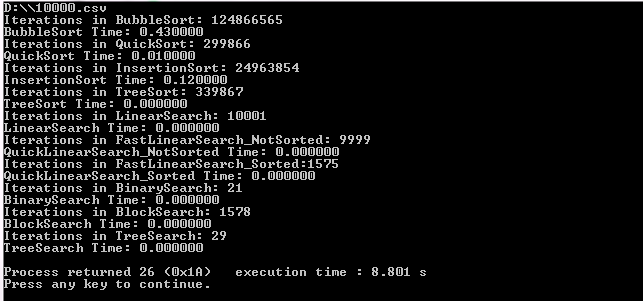 D:\\10000.csv
Iterations in BubbleSort: 124866565
BubbleSort Time: 0.430000
Iterations in QuickSort: 299866
QuickSort Time: 0.010000
Iterations in InsertionSort: 24963854
InsertionSort Time: 0.120000
Iterations in TreeSort: 339867
TreeSort Time: 0.000000
Iterations in LinearSearch: 10001
LinearSearch Time: 0.000000
Iterations in FastLinearSearch_NotSorted: 9999
QuickLinearSearch_NotSorted Time: 0.000000
Iterations in FastLinearSearch_Sorted:1575
QuickLinearSearch_Sorted Time: 0.000000
Iterations in BinarySearch: 21
BinarySearch Time: 0.000000
Iterations in BlockSearch: 1578
BlockSearch Time: 0.000000
Iterations in TreeSearch: 29
TreeSearch Time: 0.000000
Process returned 26 (0x1A)   execution time : 8.801 s
Press any key to continue.